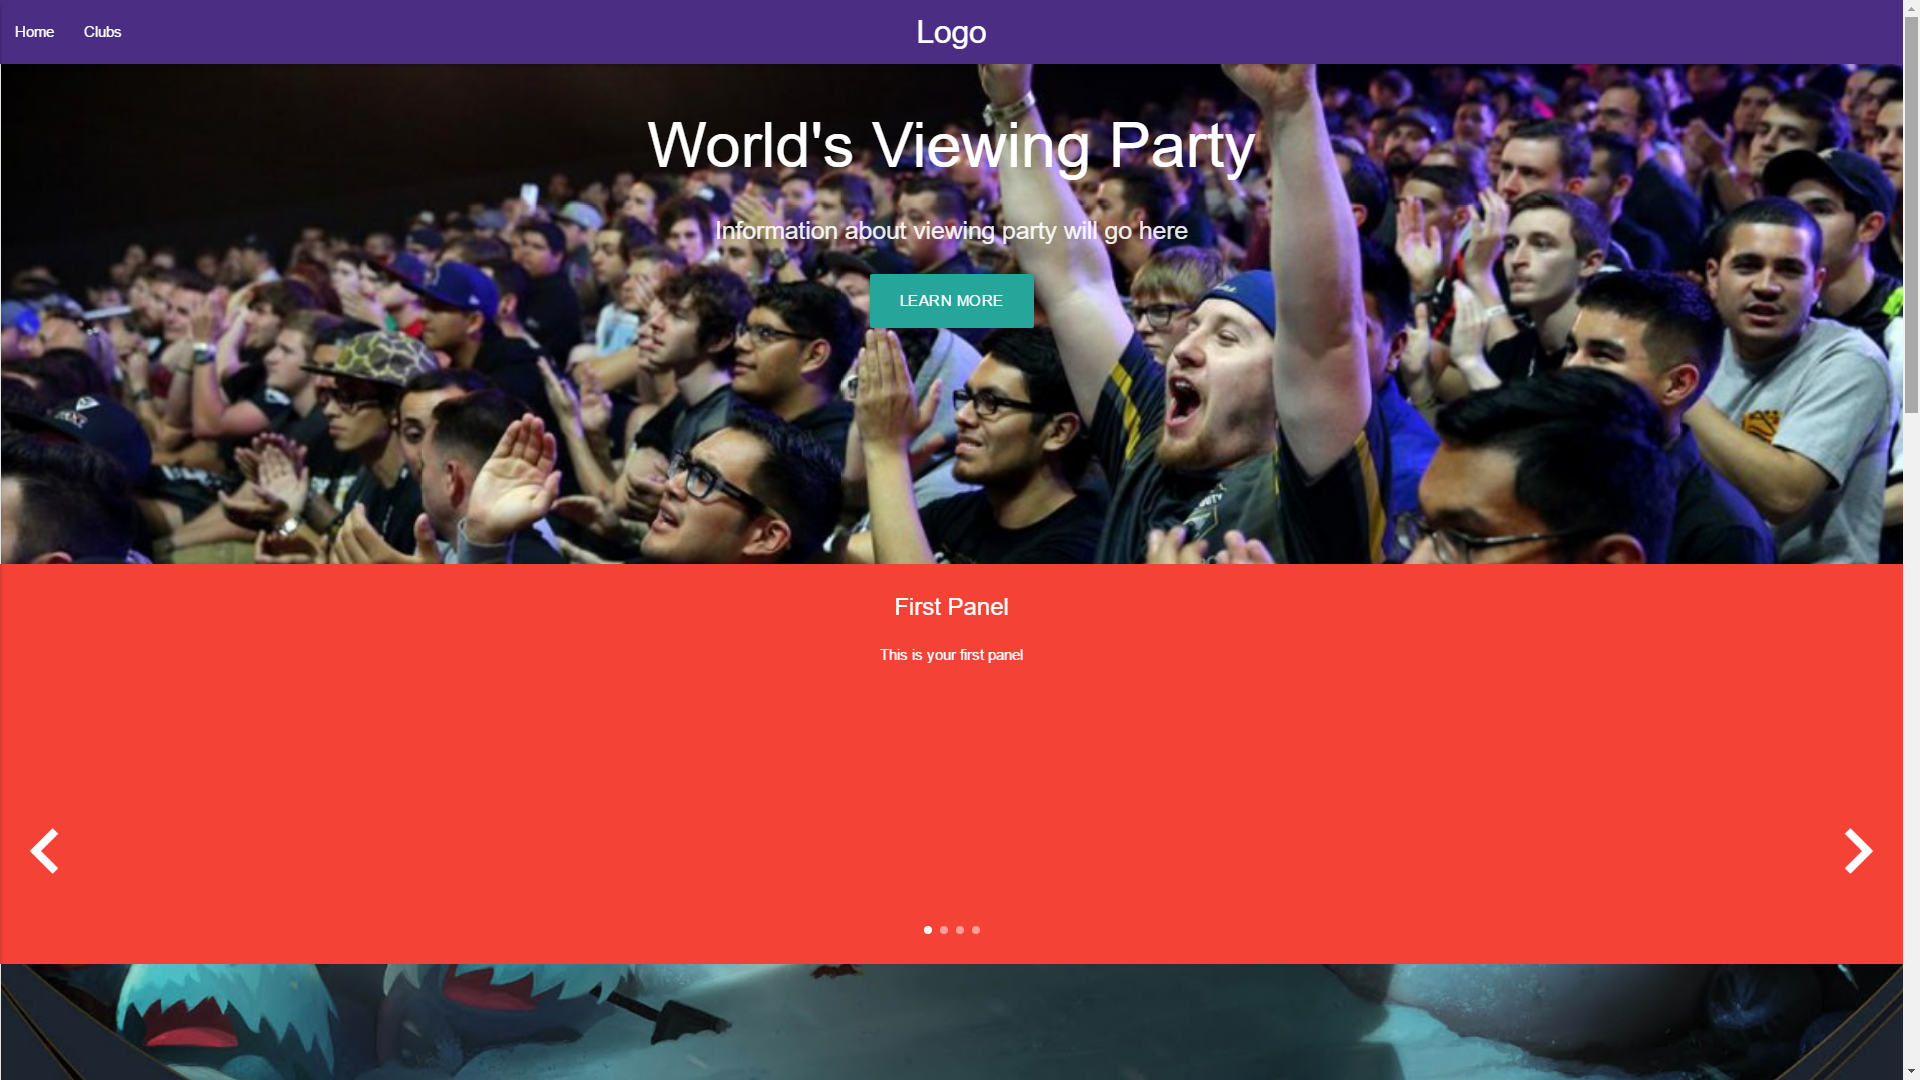 Home
Clubs
Logo
World's Viewing Party
Information about viewing party will go here
LEARN MORE
First Panel
This is your first panel